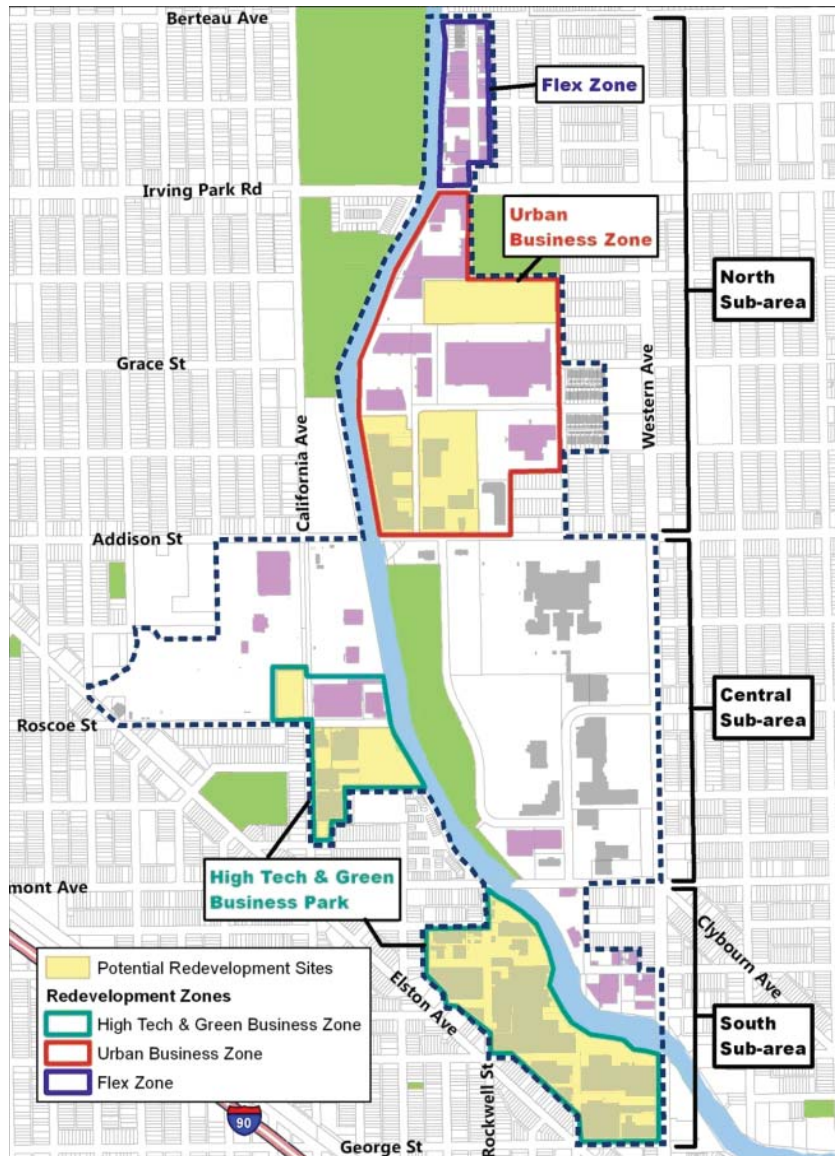 Berteau Ave
Flex Zone
Irving Park Rd
Urban
Business Zone
North
Sub-area
Grace St
Western Ave
California Ave
Addison St
Central
Sub-area
Roscoe St
High Tech & Green
Business Park
mont Ave
Clybourn Ave
Elston Ave
South
Sub-area
Rockwell St
George St
Potential Redevelopment Sites
Redevelopment Zones
High Tech & Green Business Zone
Urban Business Zone
Flex Zone
90